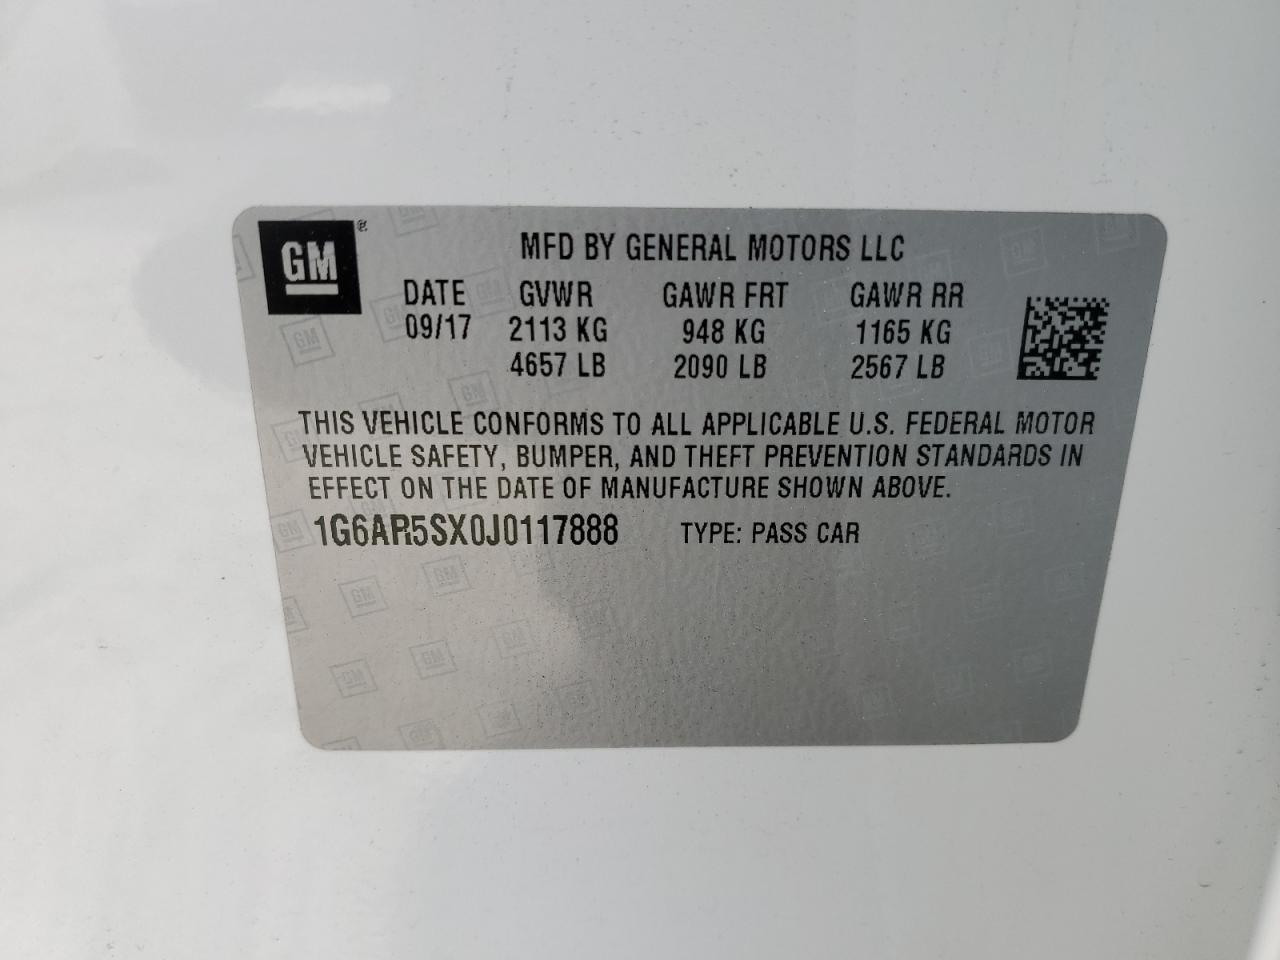 GM®
MFD BY GENERAL MOTORS LLC
DATE GVWR GAWR FRT GAWR RR
09/17 2113 KG 948 KG 1165 KG
4657 LB 2090 LB 2567 LB
THIS VEHICLE CONFORMS TO ALL APPLICABLE U.S. FEDERAL MOTOR
VEHICLE SAFETY, BUMPER, AND THEFT PREVENTION STANDARDS IN
EFFECT ON THE DATE OF MANUFACTURE SHOWN ABOVE.
1G6AR5SX0J0117888 TYPE: PASS CAR